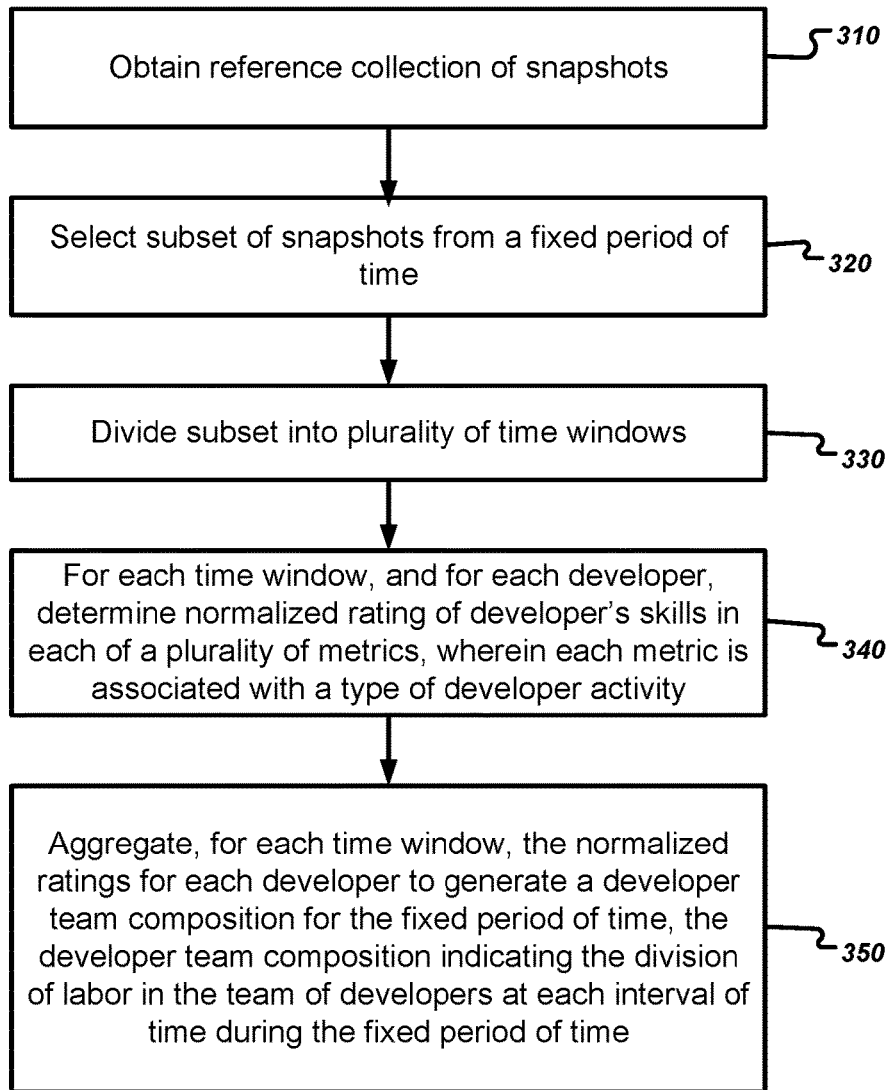 Obtain reference collection of snapshots
310
Select subset of snapshots from a fixed period of
time
320
Divide subset into plurality of time windows
330
For each time window, and for each developer,
determine normalized rating of developer's skills in
each of a plurality of metrics, wherein each metric is
associated with a type of developer activity
340
Aggregate, for each time window, the normalized
ratings for each developer to generate a developer
team composition for the fixed period of time, the
developer team composition indicating the division
of labor in the team of developers at each interval of
time during the fixed period of time
350